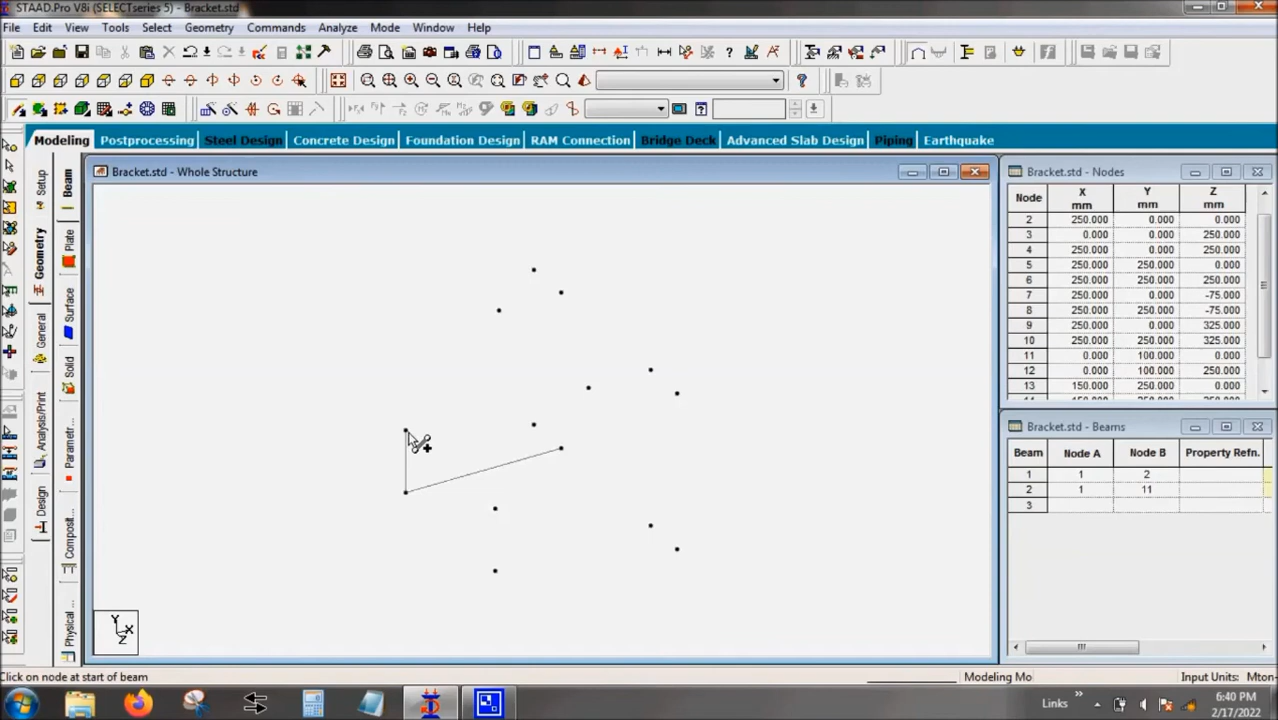 STAAD.Pro V8i (SELECTseries 5) - Bracket.std
File Edit View Tools Select Geometry Commands Analyze Mode Window Help
Modeling Postprocessing Steel Design Concrete Design Foundation Design RAM Connection Bridge Deck Advanced Slab Design Piping Earthquake
Setup
Geometry
General
Analysis/Print
Design
Beam
Plate
Surface
Solid
Parametr...
Composit...
Physical ...
Bracket.std - Whole Structure
Y
X
Z
Bracket.std - Nodes
Node X mm Y mm Z mm
2 250.000 0.000 0.000
3 0.000 0.000 250.000
4 250.000 0.000 250.000
5 250.000 250.000 0.000
6 250.000 250.000 250.000
7 250.000 0.000 -75.000
8 250.000 250.000 -75.000
9 250.000 0.000 325.000
10 250.000 250.000 325.000
11 0.000 100.000 0.000
12 0.000 100.000 250.000
13 150.000 250.000 0.000
Bracket.std - Beams
Beam Node A Node B Property Refn.
1 1 2
2 1 11
3
Click on node at start of beam
Modeling Mo
Input Units: Mton-
Links
6:40 PM
2/17/2022